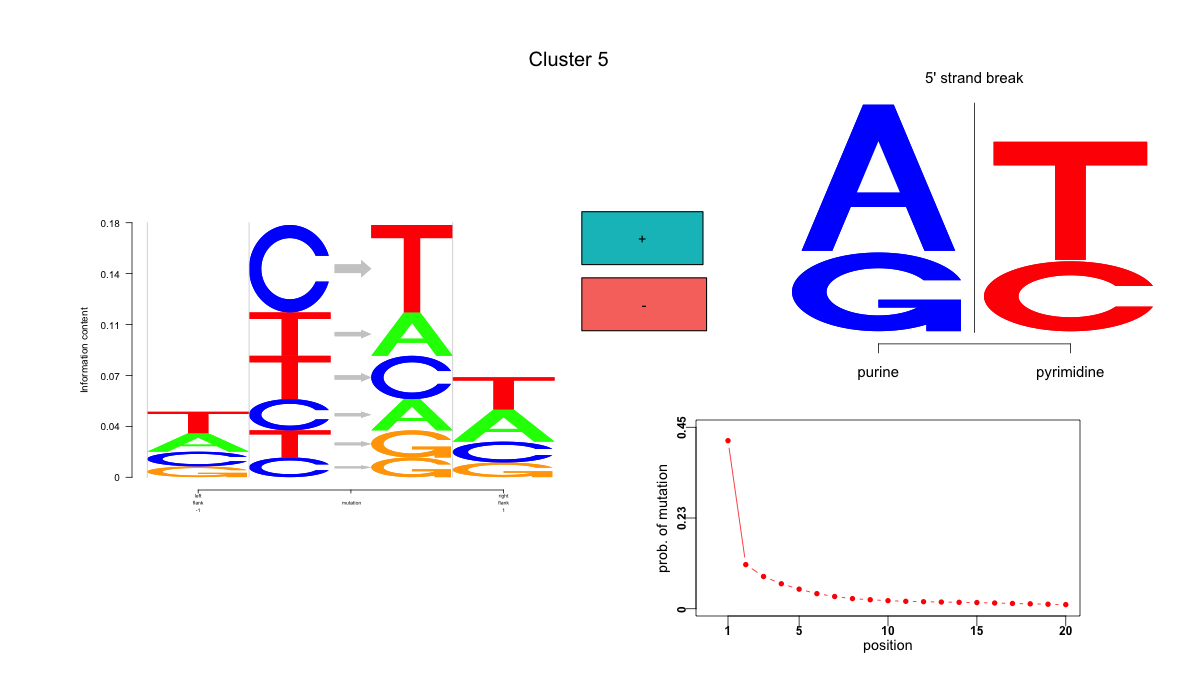 Cluster 5
5' strand break
A T
G C
purine pyrimidine
+
-
Information content
0.18
0.14
0.11
0.07
0.04
0
C T
T A
T C
T C A T
A T G A
C C G C
G G
left flank -1
mutation
right flank 1
prob. of mutation
0.45
0.23
0
1 5 10 15 20
position